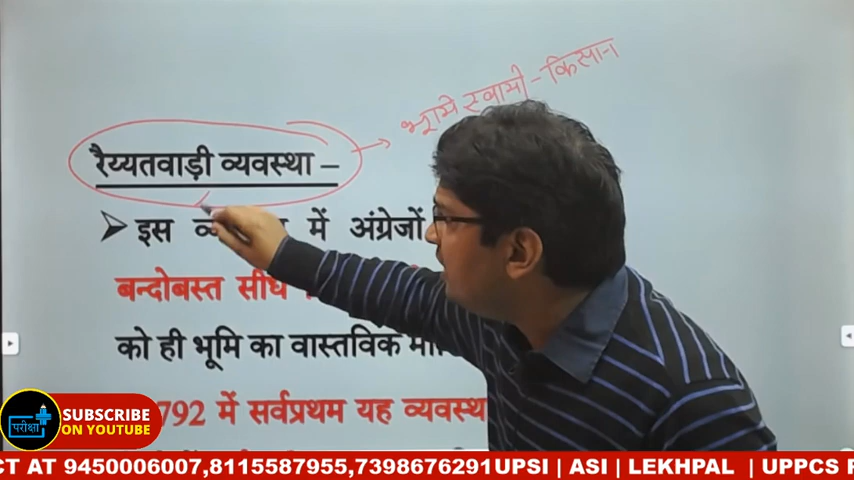 भूमि स्वामी - किसान
रैय्यतवाड़ी व्यवस्था –
इस में अंग्रेजों
बन्दोबस्त सीधे
को ही भूमि का वास्तविक
792 में सर्वप्रथम यह
परीक्षा
SUBSCRIBE
ON YOUTUBE
CT AT 9450006007,8115587955,7398676291UPSI | ASI | LEKHPAL | UPPCS